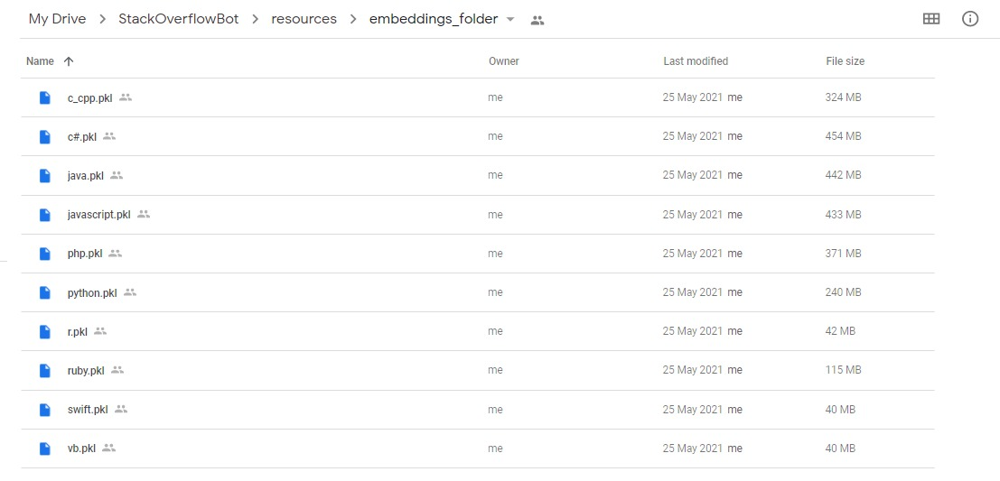 My Drive > StackOverflowBot > resources > embeddings_folder
Name Owner Last modified File size
c_cpp.pkl me 25 May 2021 me 324 MB
c#.pkl me 25 May 2021 me 454 MB
java.pkl me 25 May 2021 me 442 MB
javascript.pkl me 25 May 2021 me 433 MB
php.pkl me 25 May 2021 me 371 MB
python.pkl me 25 May 2021 me 240 MB
r.pkl me 25 May 2021 me 42 MB
ruby.pkl me 25 May 2021 me 115 MB
swift.pkl me 25 May 2021 me 40 MB
vb.pkl me 25 May 2021 me 40 MB